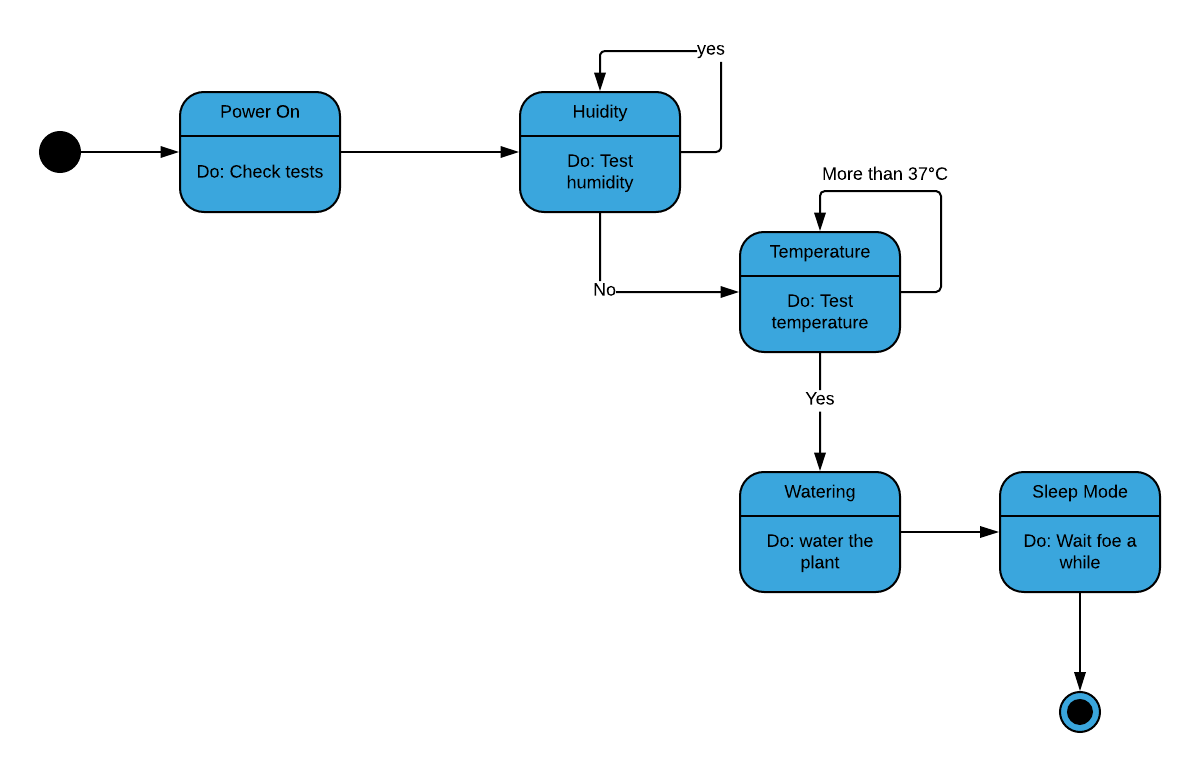 yes
Power On
Do: Check tests
Huidity
Do: Test
humidity
More than 37°C
No
Temperature
Do: Test
temperature
Yes
Watering
Do: water the
plant
Sleep Mode
Do: Wait foe a
while